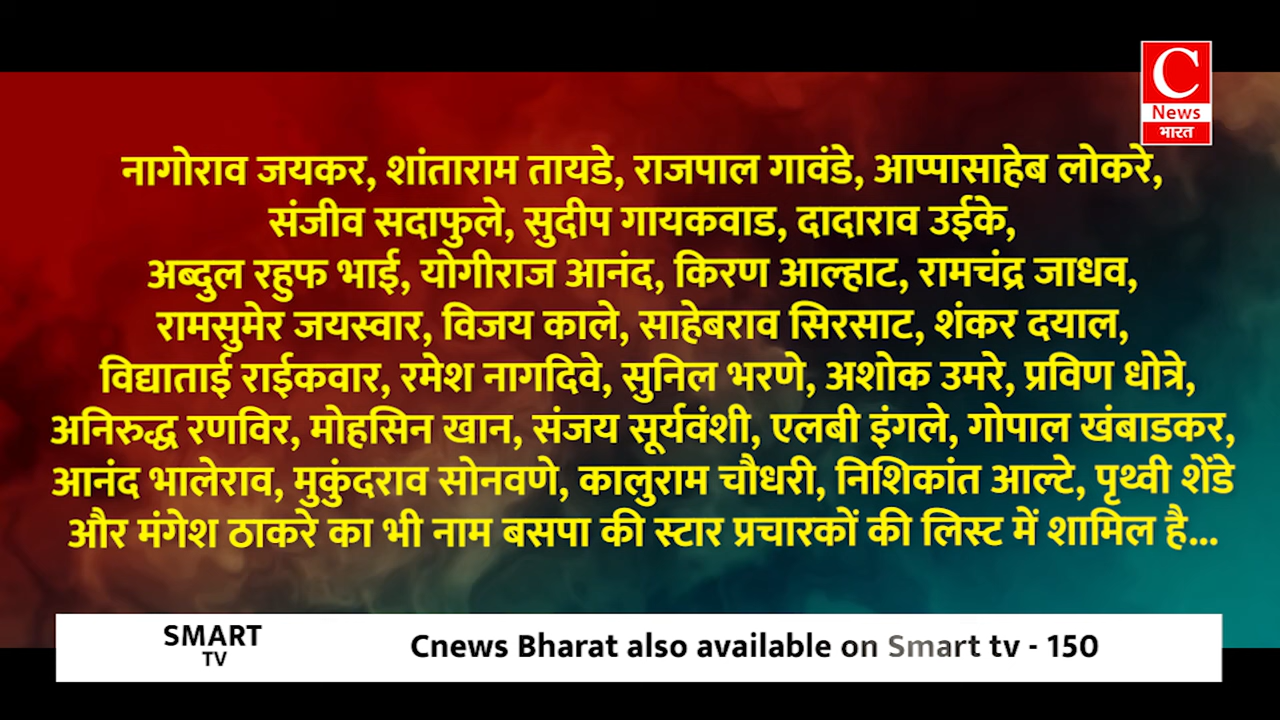 C
News
भारत
नागोराव जयकर, शांताराम तायडे, राजपाल गावंडे, आप्पासाहेब लोकरे,
संजीव सदाफुले, सुदीप गायकवाड, दादाराव उईके,
अब्दुल रहुफ भाई, योगीराज आनंद, किरण आल्हाट, रामचंद्र जाधव,
रामसुमेर जयस्वार, विजय काले, साहेबराव सिरसाट, शंकर दयाल,
विद्याताई राईकवार, रमेश नागदिवे, सुनिल भरणे, अशोक उमरे, प्रविण धोत्रे,
अनिरुद्ध रणविर, मोहसिन खान, संजय सूर्यवंशी, एलबी इंगले, गोपाल खंबाडकर,
आनंद भालेराव, मुकुंदराव सोनवणे, कालुराम चौधरी, निशिकांत आल्टे, पृथ्वी शेंडे
और मंगेश ठाकरे का भी नाम बसपा की स्टार प्रचारकों की लिस्ट में शामिल है...
SMART
TV
Cnews Bharat also available on Smart tv - 150